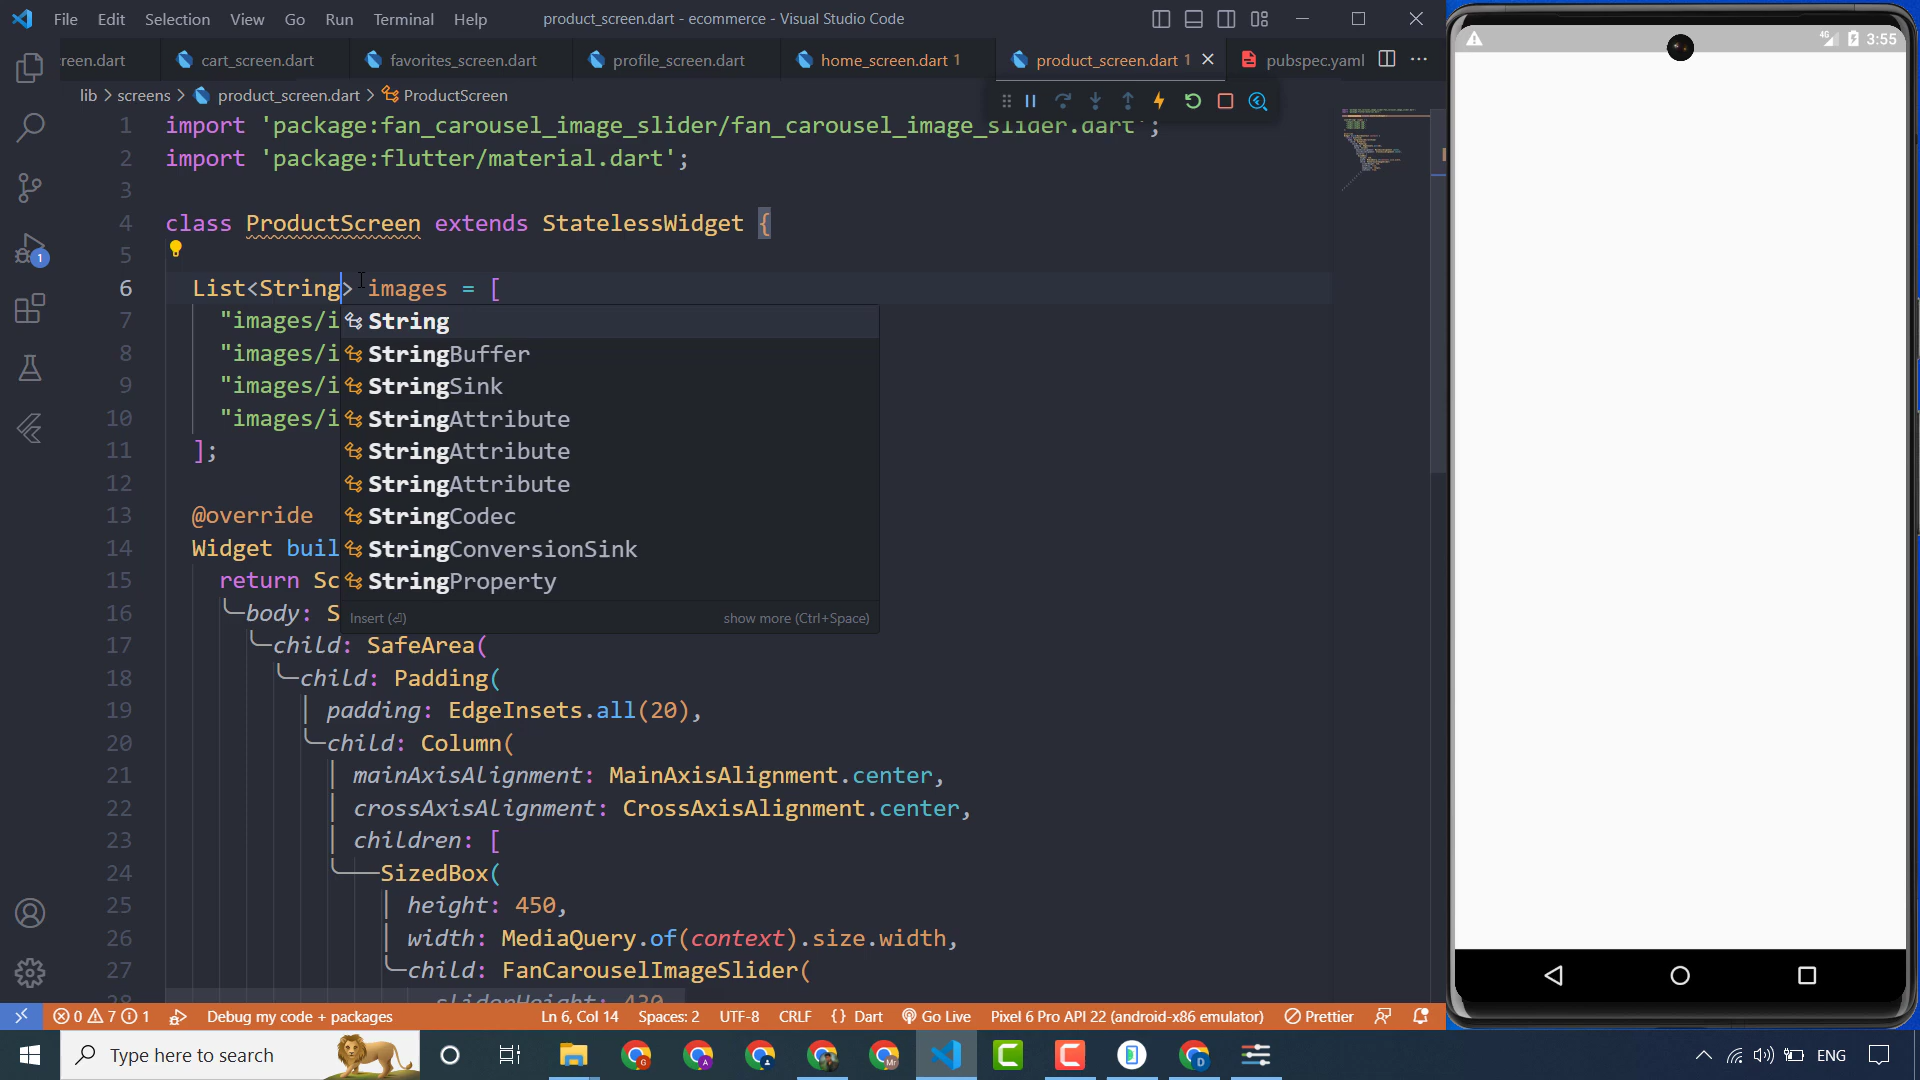 File Edit Selection View Go Run Terminal Help product_screen.dart - ecommerce - Visual Studio Code
reen.dart cart_screen.dart favorites_screen.dart profile_screen.dart home_screen.dart 1 product_screen.dart 1 pubspec.yaml
lib > screens > product_screen.dart > ProductScreen
1 import 'package:fan_carousel_image_slider/fan_carousel_image_slider.dart';
2 import 'package:flutter/material.dart';
3
4 class ProductScreen extends StatelessWidget {
5
6 List<String> images = [
7 "images/i
8 "images/i
9 "images/i
10 "images/i
11 ];
12
13 @override
14 Widget buil
15 return Sc
16 body: S
17 child: SafeArea(
18 child: Padding(
19 padding: EdgeInsets.all(20),
20 child: Column(
21 mainAxisAlignment: MainAxisAlignment.center,
22 crossAxisAlignment: CrossAxisAlignment.center,
23 children: [
24 SizedBox(
25 height: 450,
26 width: MediaQuery.of(context).size.width,
27 child: FanCarouselImageSlider(
28 sliderHeight: 430
String
StringBuffer
StringSink
StringAttribute
StringAttribute
StringAttribute
StringCodec
StringConversionSink
StringProperty
Insert (⏎) show more (Ctrl+Space)
1
0 7 1 Debug my code + packages Ln 6, Col 14 Spaces: 2 UTF-8 CRLF {} Dart Go Live Pixel 6 Pro API 22 (android-x86 emulator) Prettier
Type here to search
ENG
4G 3:55